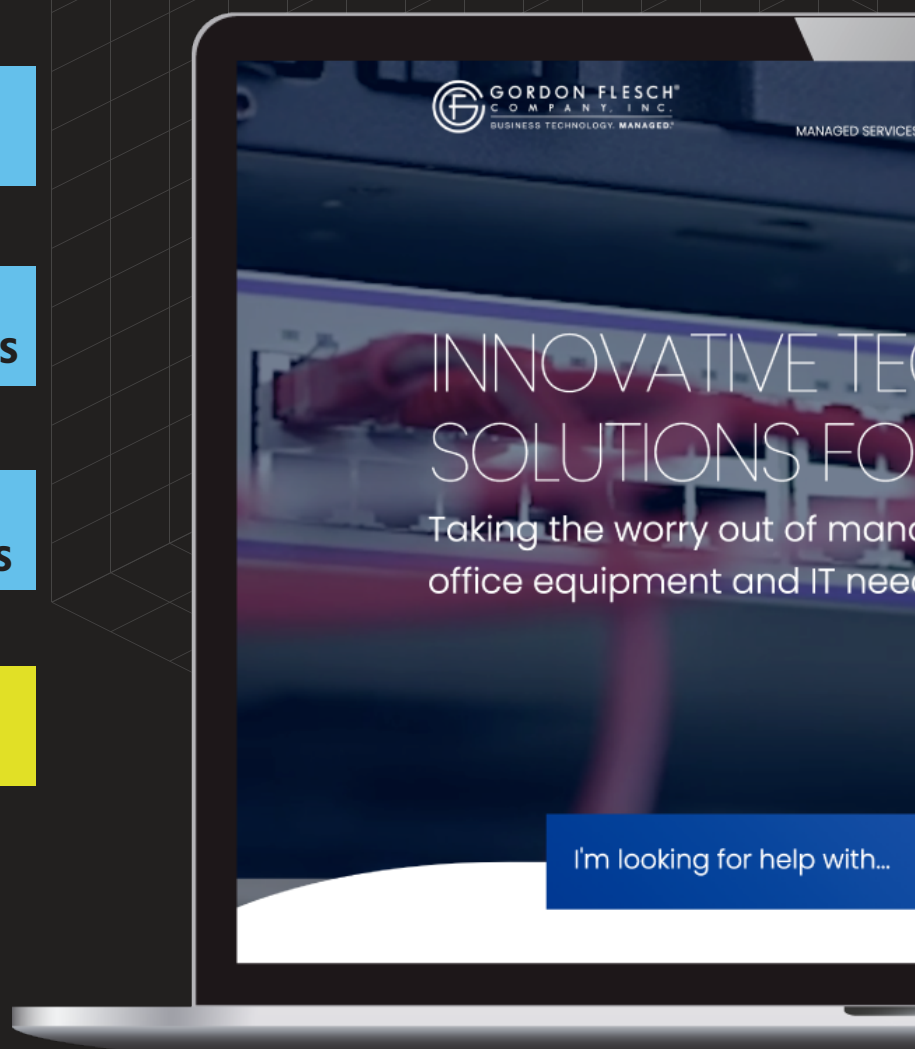 GORDON FLESCH®
COMPANY, INC.
BUSINESS TECHNOLOGY. MANAGED.®
MANAGED SERVICES
INNOVATIVE TEC
SOLUTIONS FO
Taking the worry out of mana
office equipment and IT need
I'm looking for help with...
s
s